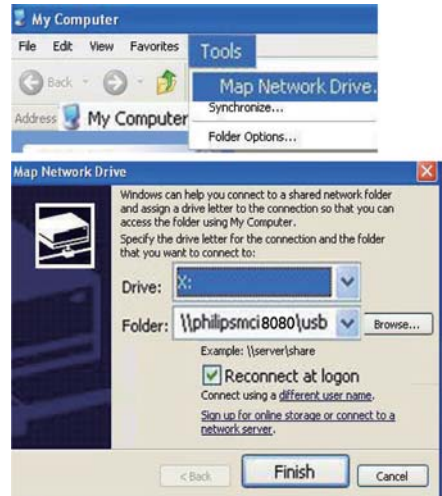 My Computer
File Edit View Favorites Tools
Back
Map Network Drive.
Address My Computer
Synchronize...
Folder Options...
Map Network Drive
Windows can help you connect to a shared network folder
and assign a drive letter to the connection so that you can
access the folder using My Computer.
Specify the drive letter for the connection and the folder
that you want to connect to:
Drive: X:
Folder: \\philipsmci8080\usb Browse...
Example: \\server\share
Reconnect at logon
Connect using a different user name.
Sign up for online storage or connect to a
network server.
< Back Finish Cancel